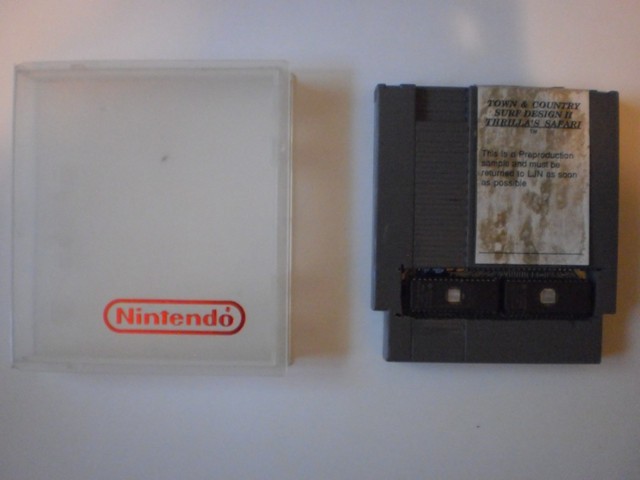 Nintendo
TOWN & COUNTRY
SURF DESIGN II
THRILLA'S SAFARI
TM
This is a Preproduction
sample and must be
returned to LJN as soon
as possible